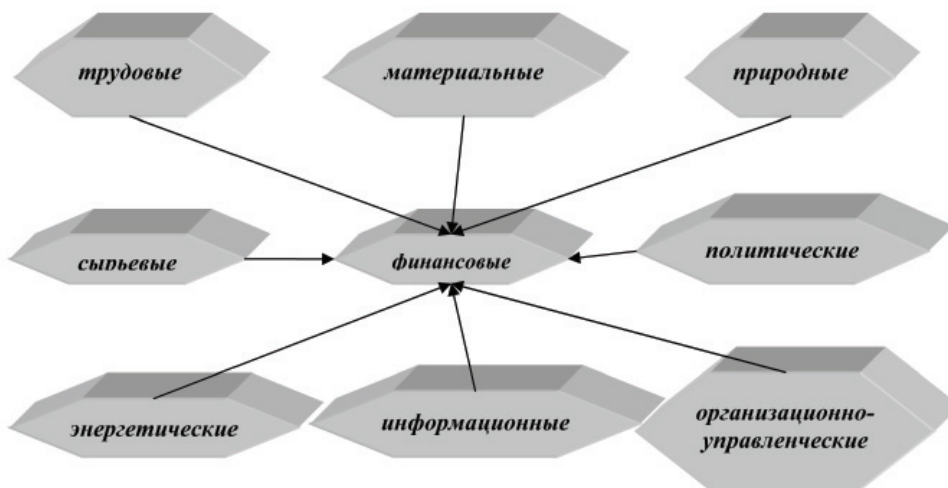 трудовые
материальные
природные
сырьевые
финансовые
политические
энергетические
информационные
организационно-
управленческие